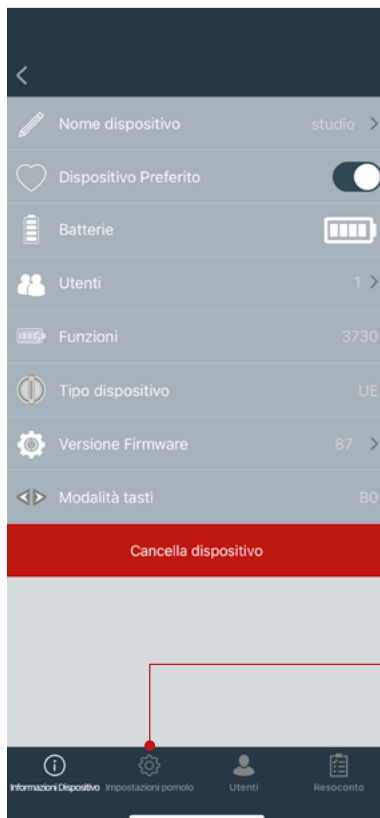 Nome dispositivo studio
Dispositivo Preferito
Batterie
Utenti 1
Funzioni 3730
Tipo dispositivo UE
Versione Firmware 87
Modalità tasti B0
Cancella dispositivo
Informazioni Dispositivo Impostazioni pomolo Utenti Resoconto